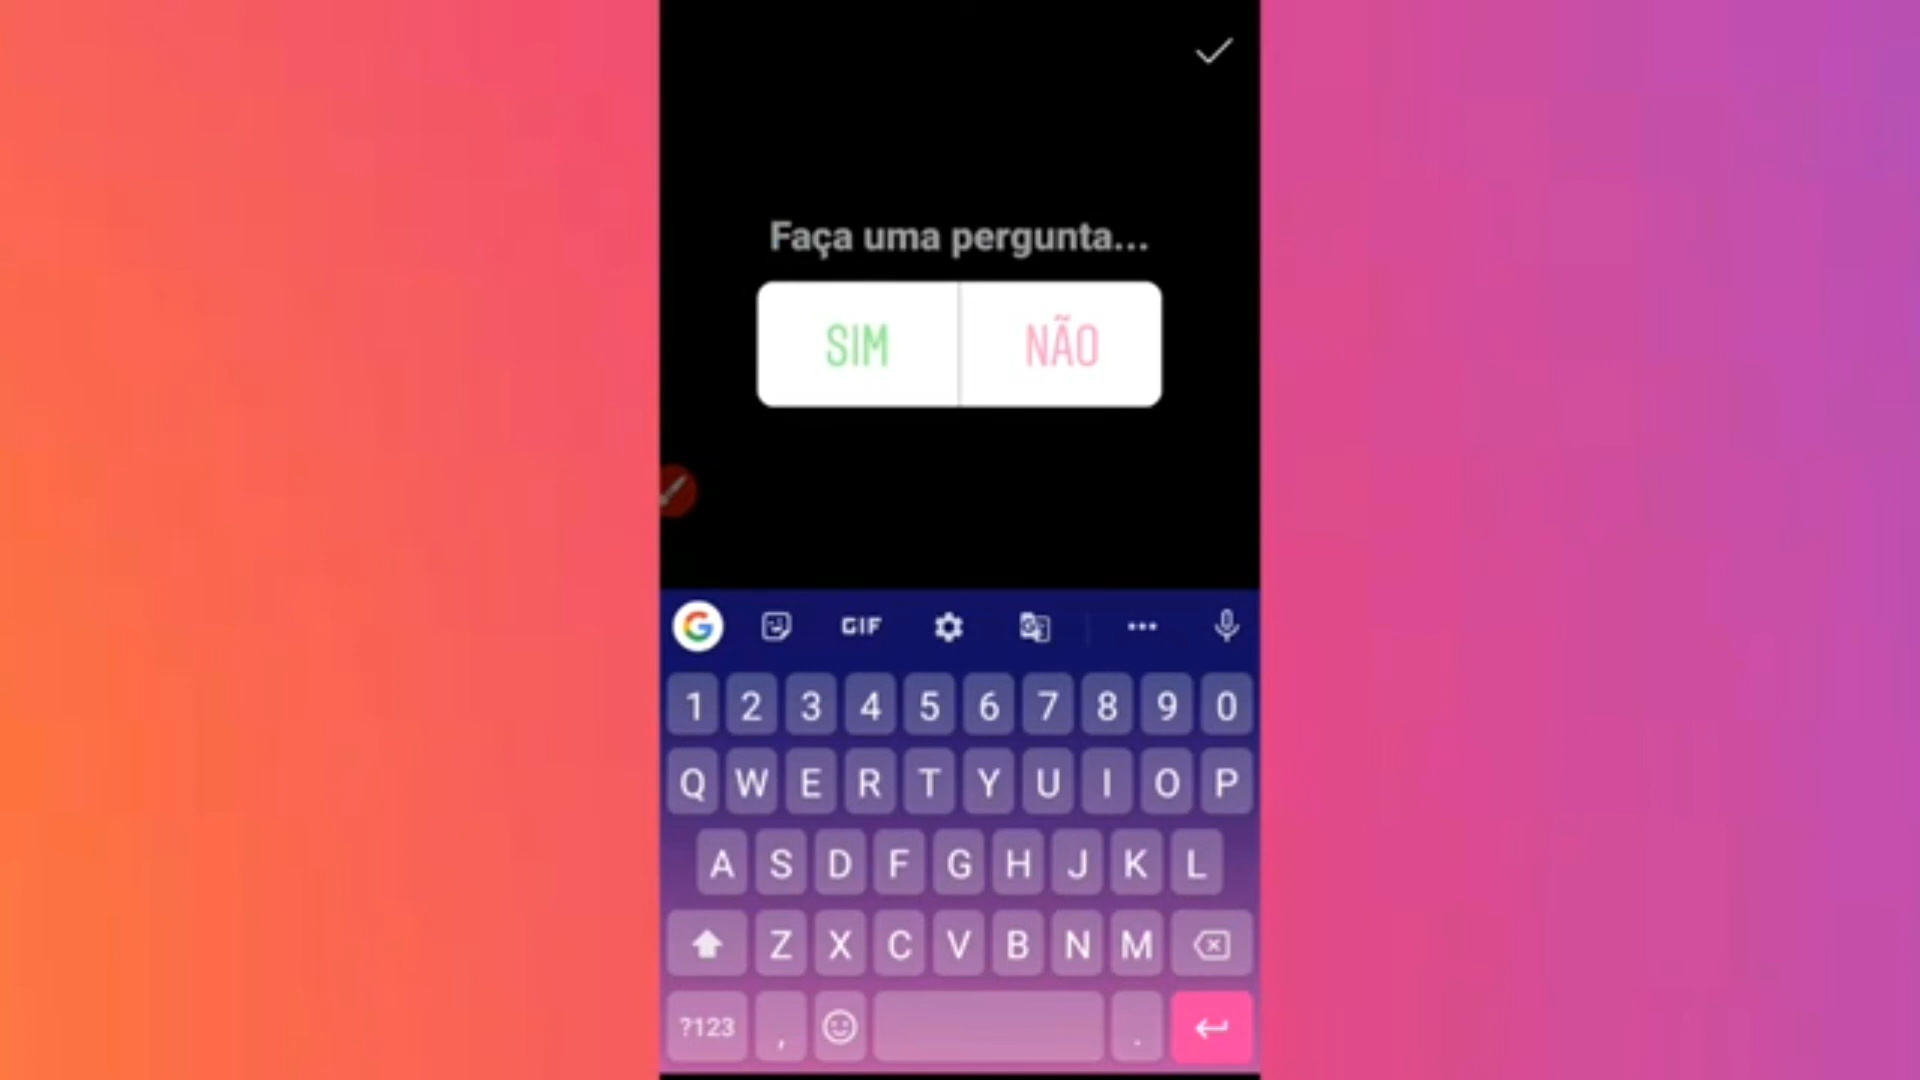 Faça uma pergunta...
SIM NÃO
G GIF ...
1 2 3 4 5 6 7 8 9 0
Q W E R T Y U I O P
A S D F G H J K L
Z X C V B N M
?123 , .